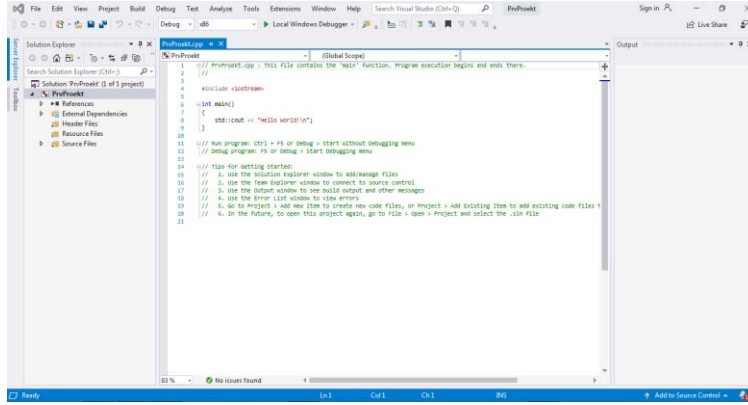 File Edit View Project Build Debug Test Analyze Tools Extensions Window Help Search Visual Studio (Ctrl+Q) PrvProekt Sign in
Debug x86 Local Windows Debugger Live Share
Server Explorer
Toolbox
Solution Explorer
Search Solution Explorer (Ctrl+;)
Solution 'PrvProekt' (1 of 1 project)
PrvProekt
References
External Dependencies
Header Files
Resource Files
Source Files
PrvProekt.cpp
PrvProekt (Global Scope)
1 // PrvProekt.cpp : This file contains the 'main' function. Program execution begins and ends there.
2 //
3
4 #include <iostream>
5
6 int main()
7 {
8 std::cout << "Hello World!\n";
9 }
10
11 // Run program: Ctrl + F5 or Debug > Start Without Debugging menu
12 // Debug program: F5 or Debug > Start Debugging menu
13
14 // Tips for Getting Started:
15 // 1. Use the Solution Explorer window to add/manage files
16 // 2. Use the Team Explorer window to connect to source control
17 // 3. Use the Output window to see build output and other messages
18 // 4. Use the Error List window to view errors
19 // 5. Go to Project > Add New Item to create new code files, or Project > Add Existing Item to add existing code files
20 // 6. In the future, to open this project again, go to File > Open > Project and select the .sln file
21
83 % No issues found
Output
Ready Ln 1 Col 1 Ch 1 INS Add to Source Control